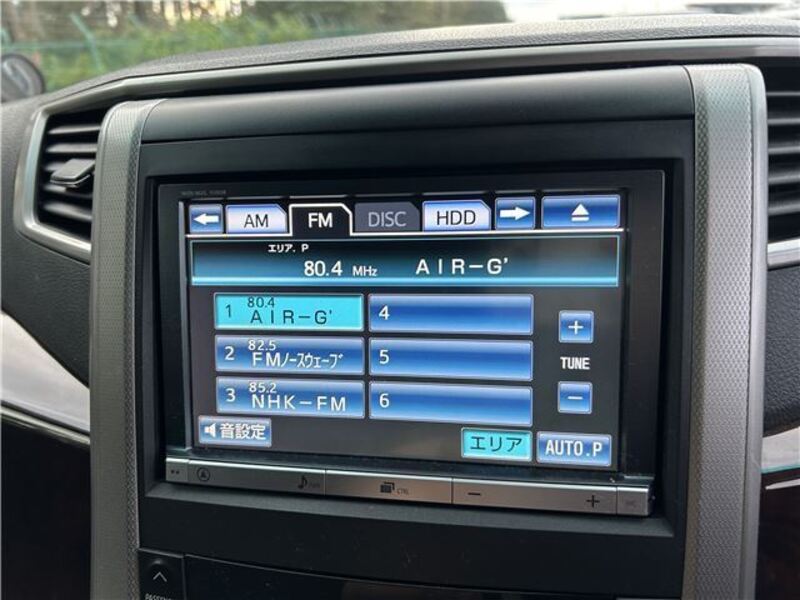 AM FM DISC HDD
エリア. P
80.4 MHz AIR-G'
1 80.4 AIR-G'
4
2 82.5 FMノースウェーブ
5
3 85.2 NHK-FM
6
+
TUNE
-
音設定
エリア
AUTO.P
CTRL
- +